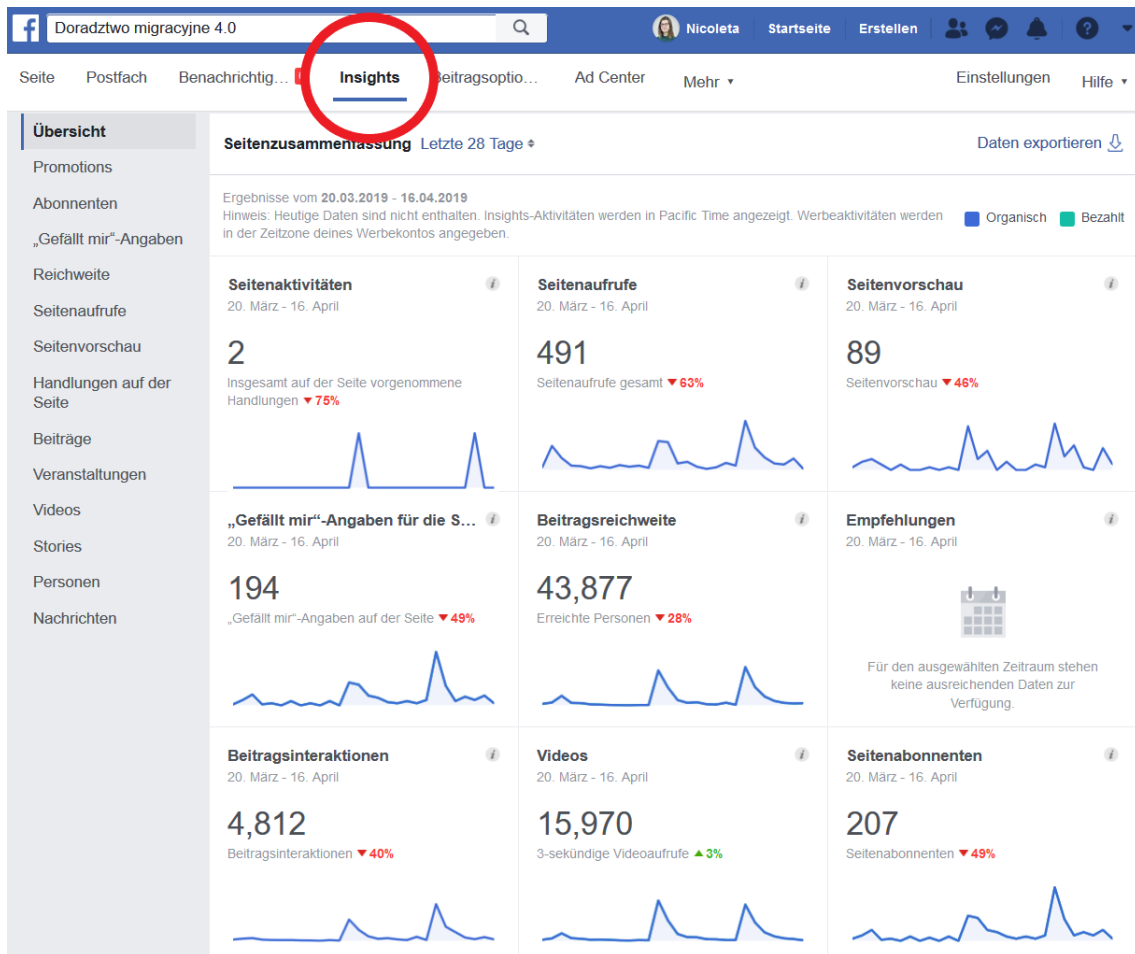 f Doradztwo migracyjne 4.0 Nicoleta Startseite Erstellen ?
Seite Postfach Benachrichtig... Insights Beitragsoptio... Ad Center Mehr Einstellungen Hilfe
Übersicht
Promotions
Abonnenten
„Gefällt mir“-Angaben
Reichweite
Seitenaufrufe
Seitenvorschau
Handlungen auf der
Seite
Beiträge
Veranstaltungen
Videos
Stories
Personen
Nachrichten
Seitenzusammenfassung Letzte 28 Tage Daten exportieren
Ergebnisse vom 20.03.2019 - 16.04.2019
Hinweis: Heutige Daten sind nicht enthalten. Insights-Aktivitäten werden in Pacific Time angezeigt. Werbeaktivitäten werden
in der Zeitzone deines Werbekontos angegeben.
Organisch Bezahlt
Seitenaktivitäten i
20. März - 16. April
2
Insgesamt auf der Seite vorgenommene
Handlungen ▼75%
Seitenaufrufe i
20. März - 16. April
491
Seitenaufrufe gesamt ▼63%
Seitenvorschau i
20. März - 16. April
89
Seitenvorschau ▼46%
„Gefällt mir“-Angaben für die S... i
20. März - 16. April
194
„Gefällt mir“-Angaben auf der Seite ▼49%
Beitragsreichweite i
20. März - 16. April
43,877
Erreichte Personen ▼28%
Empfehlungen i
20. März - 16. April
Für den ausgewählten Zeitraum stehen
keine ausreichenden Daten zur
Verfügung.
Beitragsinteraktionen i
20. März - 16. April
4,812
Beitragsinteraktionen ▼40%
Videos i
20. März - 16. April
15,970
3-sekündige Videoaufrufe ▲3%
Seitenabonnenten i
20. März - 16. April
207
Seitenabonnenten ▼49%